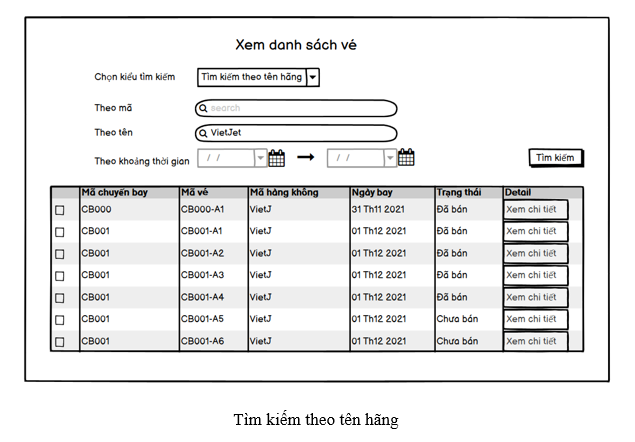 Xem danh sách vé
Chọn kiểu tìm kiếm Tìm kiếm theo tên hãng
Theo mã search
Theo tên VietJet
Theo khoảng thời gian / / / / Tìm kiếm
Mã chuyến bay Mã vé Mã hàng không Ngày bay Trạng thái Detail
CB000 CB000-A1 VietJ 31 Th11 2021 Đã bán Xem chi tiết
CB001 CB001-A1 VietJ 01 Th12 2021 Đã bán Xem chi tiết
CB001 CB001-A2 VietJ 01 Th12 2021 Đã bán Xem chi tiết
CB001 CB001-A3 VietJ 01 Th12 2021 Đã bán Xem chi tiết
CB001 CB001-A4 VietJ 01 Th12 2021 Đã bán Xem chi tiết
CB001 CB001-A5 VietJ 01 Th12 2021 Chưa bán Xem chi tiết
CB001 CB001-A6 VietJ 01 Th12 2021 Chưa bán Xem chi tiết
Tìm kiếm theo tên hãng